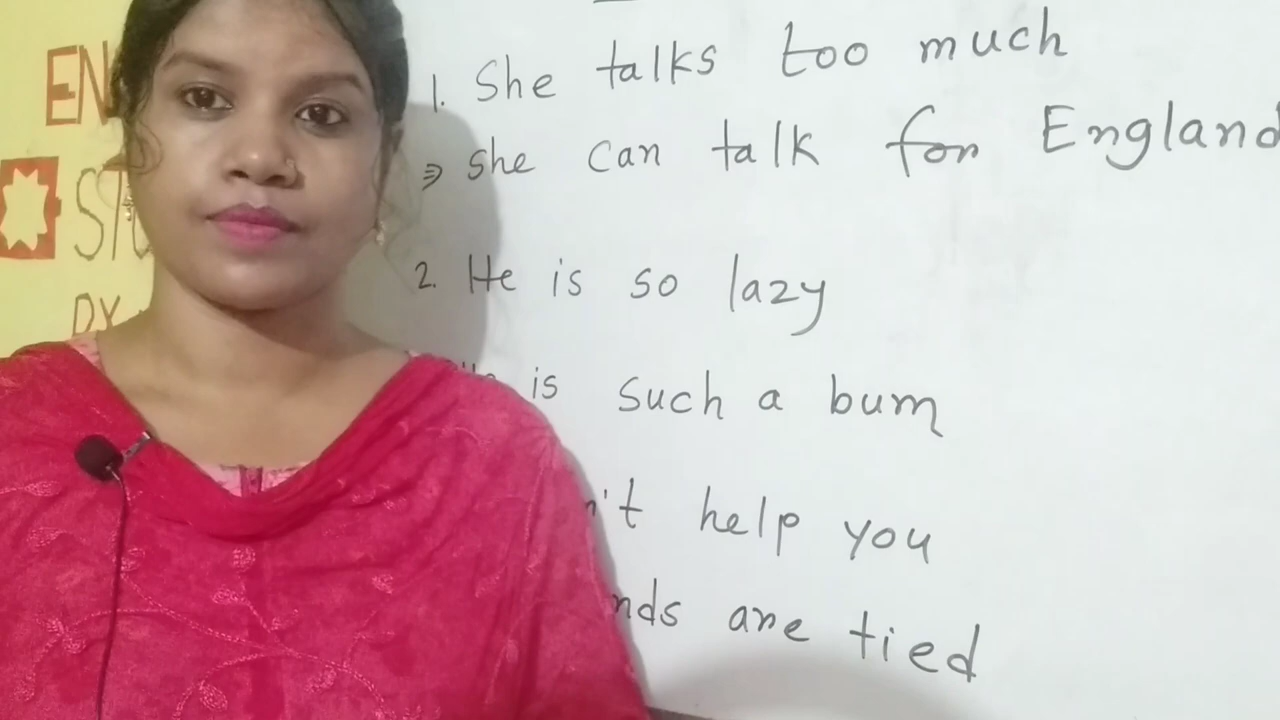 EN
ST
1. She talks too much
⇒ she can talk for England
2. He is so lazy
is such a bum
n't help you
nds are tied